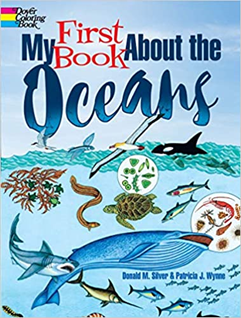 Dover
Coloring
Book
My First Book About the
Oceans
Donald M. Silver & Patricia J. Wynne